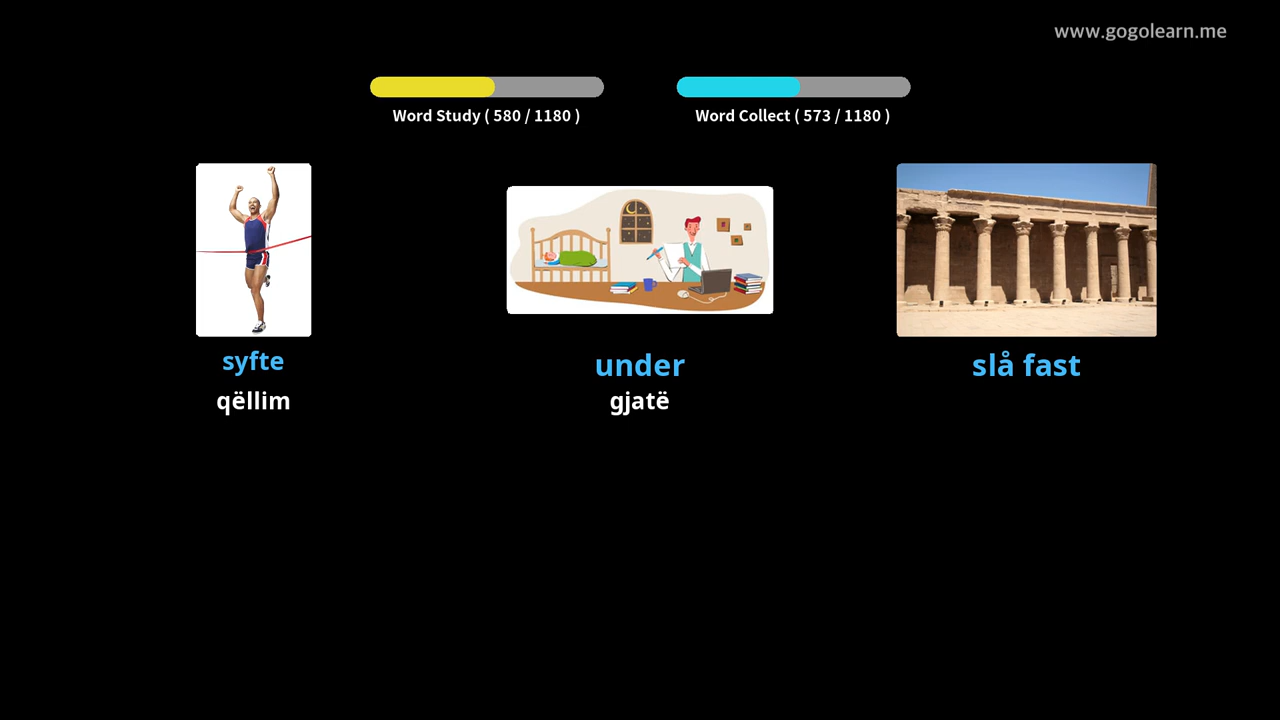 www.gogolearn.me
Word Study ( 580 / 1180 )
Word Collect ( 573 / 1180 )
syfte
qëllim
under
gjatë
slå fast